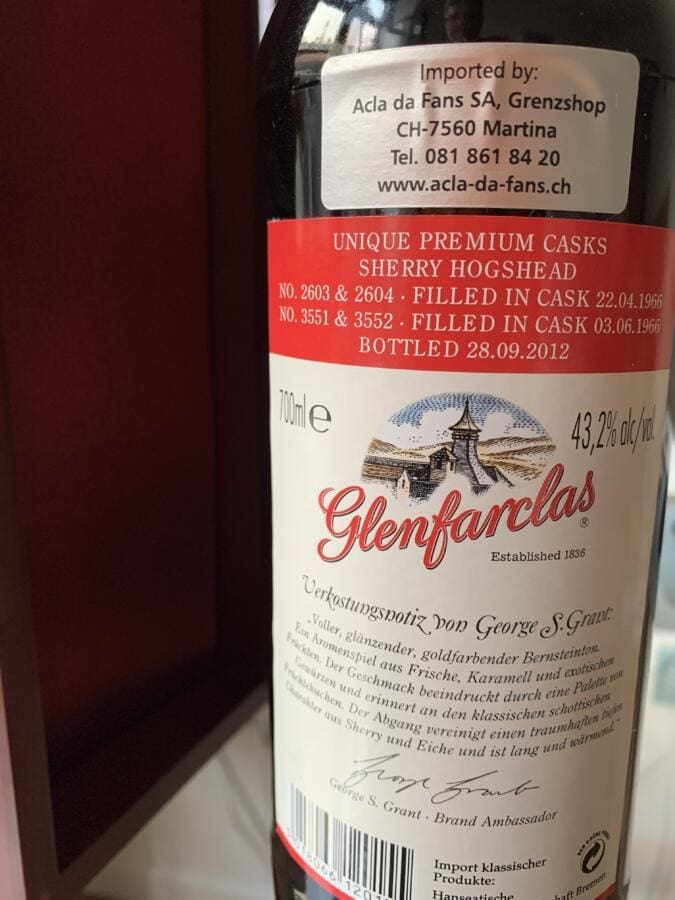 Imported by:
Acla da Fans SA, Grenzshop
CH-7560 Martina
Tel. 081 861 84 20
www.acla-da-fans.ch
UNIQUE PREMIUM CASKS
SHERRY HOGSHEAD
NO. 2603 & 2604 · FILLED IN CASK 22.04.1966
NO. 3551 & 3552 · FILLED IN CASK 03.06.1966
BOTTLED 28.09.2012
700ml e
43,2% alc/vol.
Glenfarclas®
Established 1836
Verkostungsnotiz von George S. Grant:
„Voller, glänzender, goldfarbender Bernsteinton.
Ein Aromenspiel aus Frische, Karamell und exotischen
Früchten. Der Geschmack beeindruckt durch eine Palette von
Gewürzen und erinnert an den klassischen schottischen
Früchtekuchen. Der Abgang vereinigt einen traumhaften tiefen
Charakter aus Sherry und Eiche und ist lang und wärmend.“
George S. Grant · Brand Ambassador
Import klassischer
Produkte:
Hanseatische
Bremen